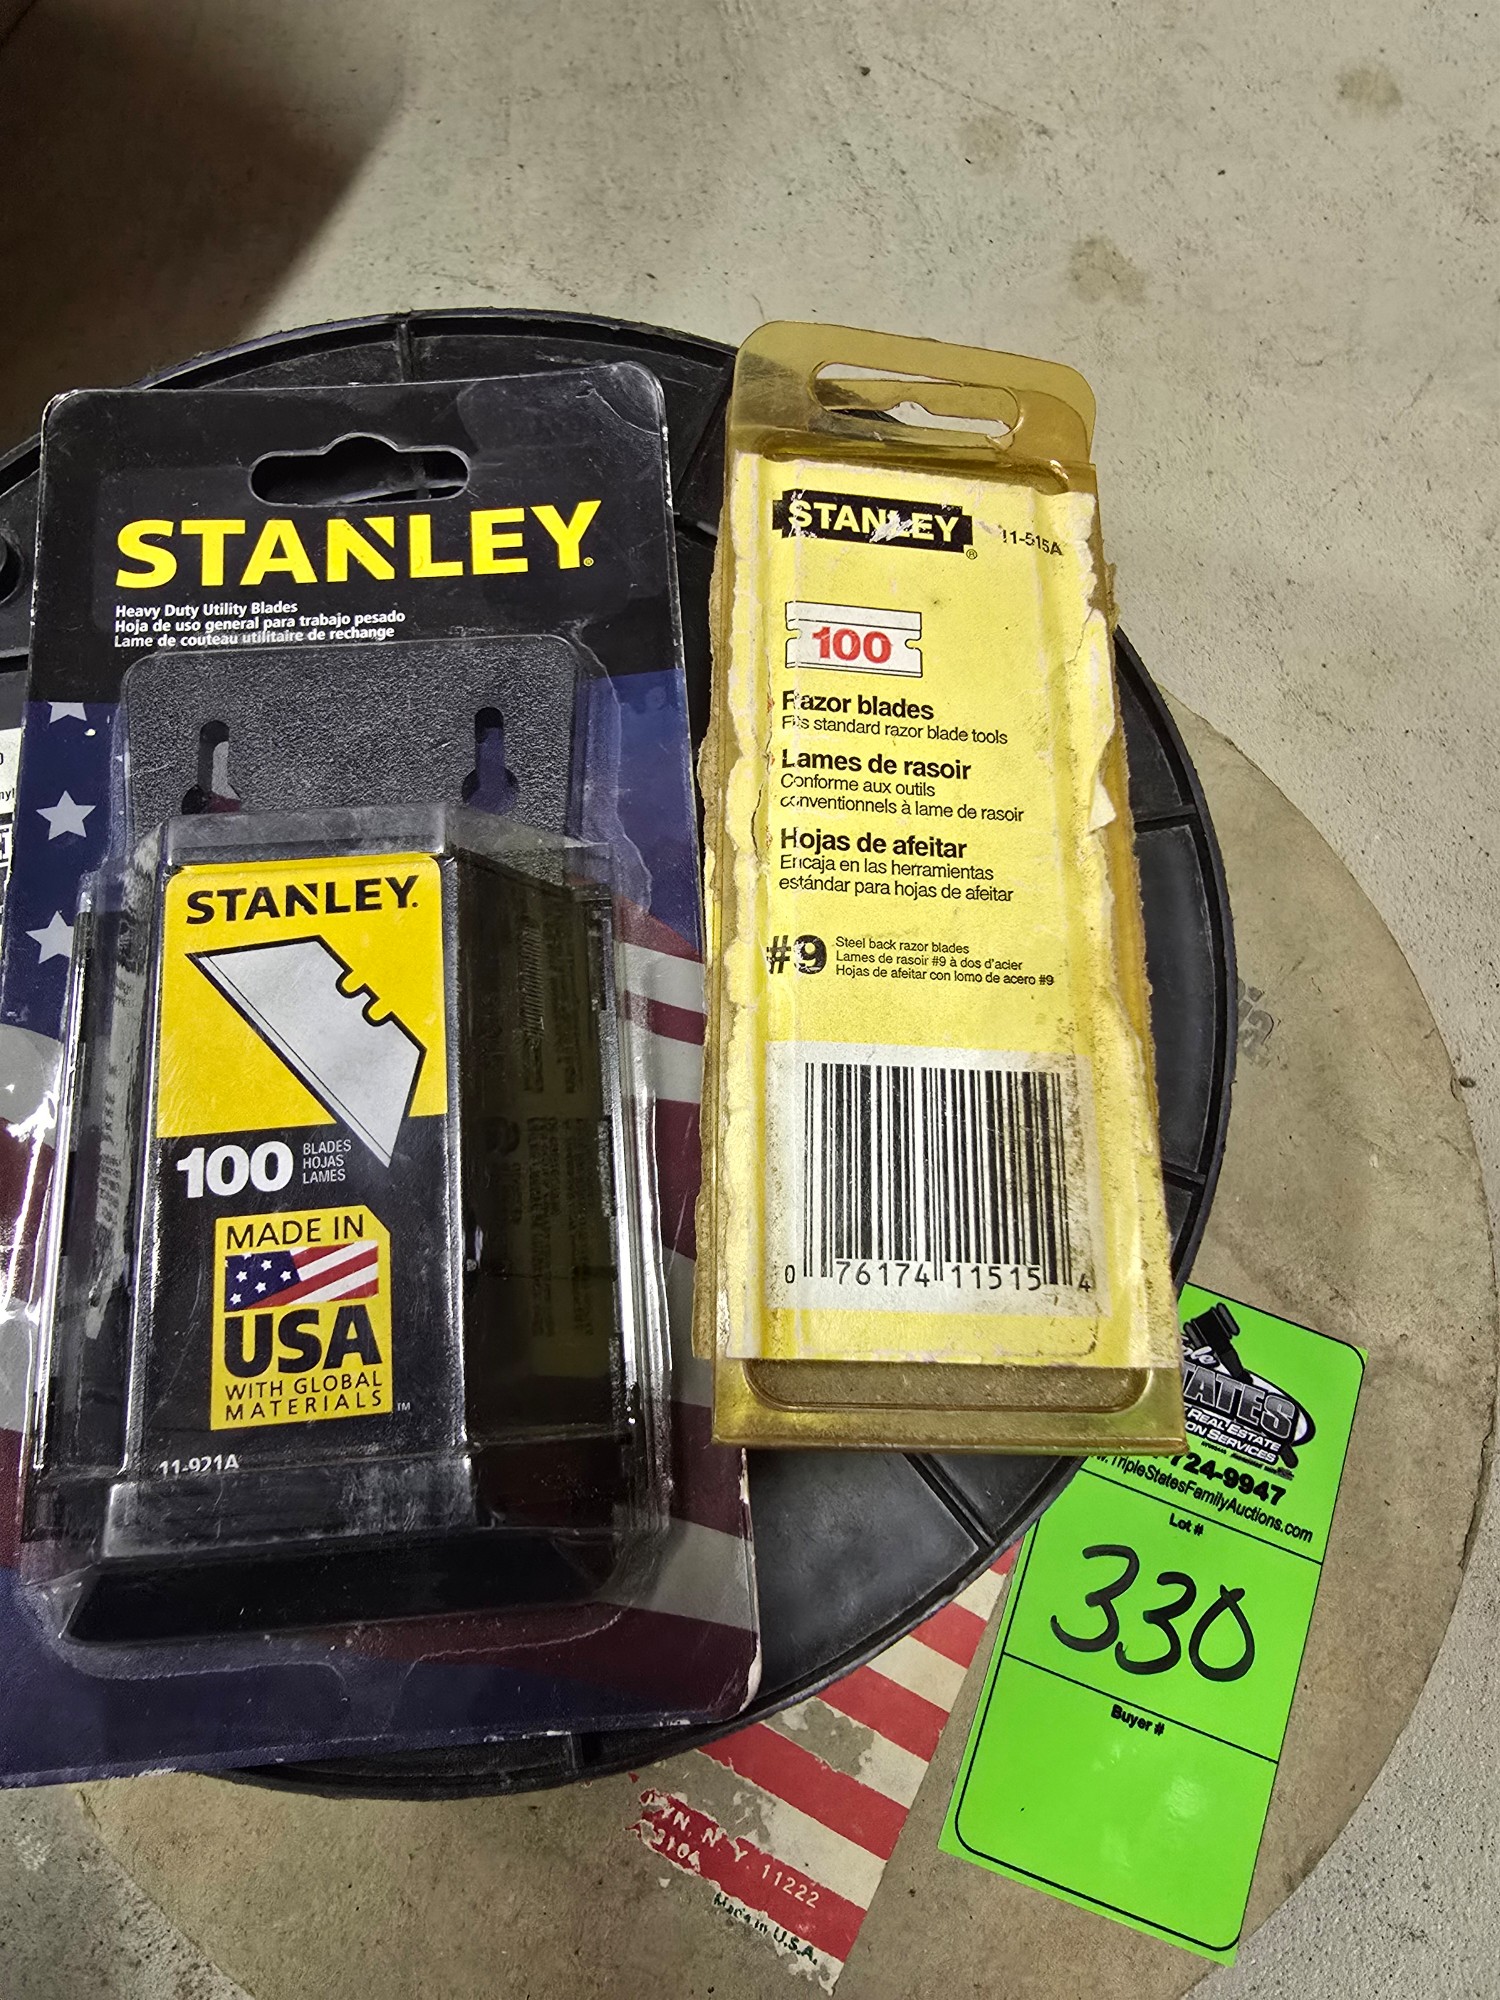 STANLEY®
Heavy Duty Utility Blades
Hoja de uso general para trabajo pesado
Lame de couteau utilitaire de rechange
STANLEY.
100 BLADES
HOJAS
LAMES
MADE IN
USA
WITH GLOBAL
MATERIALS™
11-921A
STANLEY® 11-515A
100
Razor blades
Fits standard razor blade tools
Lames de rasoir
Conforme aux outils
conventionnels à lame de rasoir
Hojas de afeitar
Encaja en las herramientas
estándar para hojas de afeitar
#9 Steel back razor blades
Lames de rasoir #9 à dos d'acier
Hojas de afeitar con lomo de acero #9
0 76174 11515 4
REAL ESTATE
ON SERVICES
724-9947
TripleStatesFamilyAuctions.com
Lot #
330
Buyer #
N. Y. 11222
Made in U.S.A.